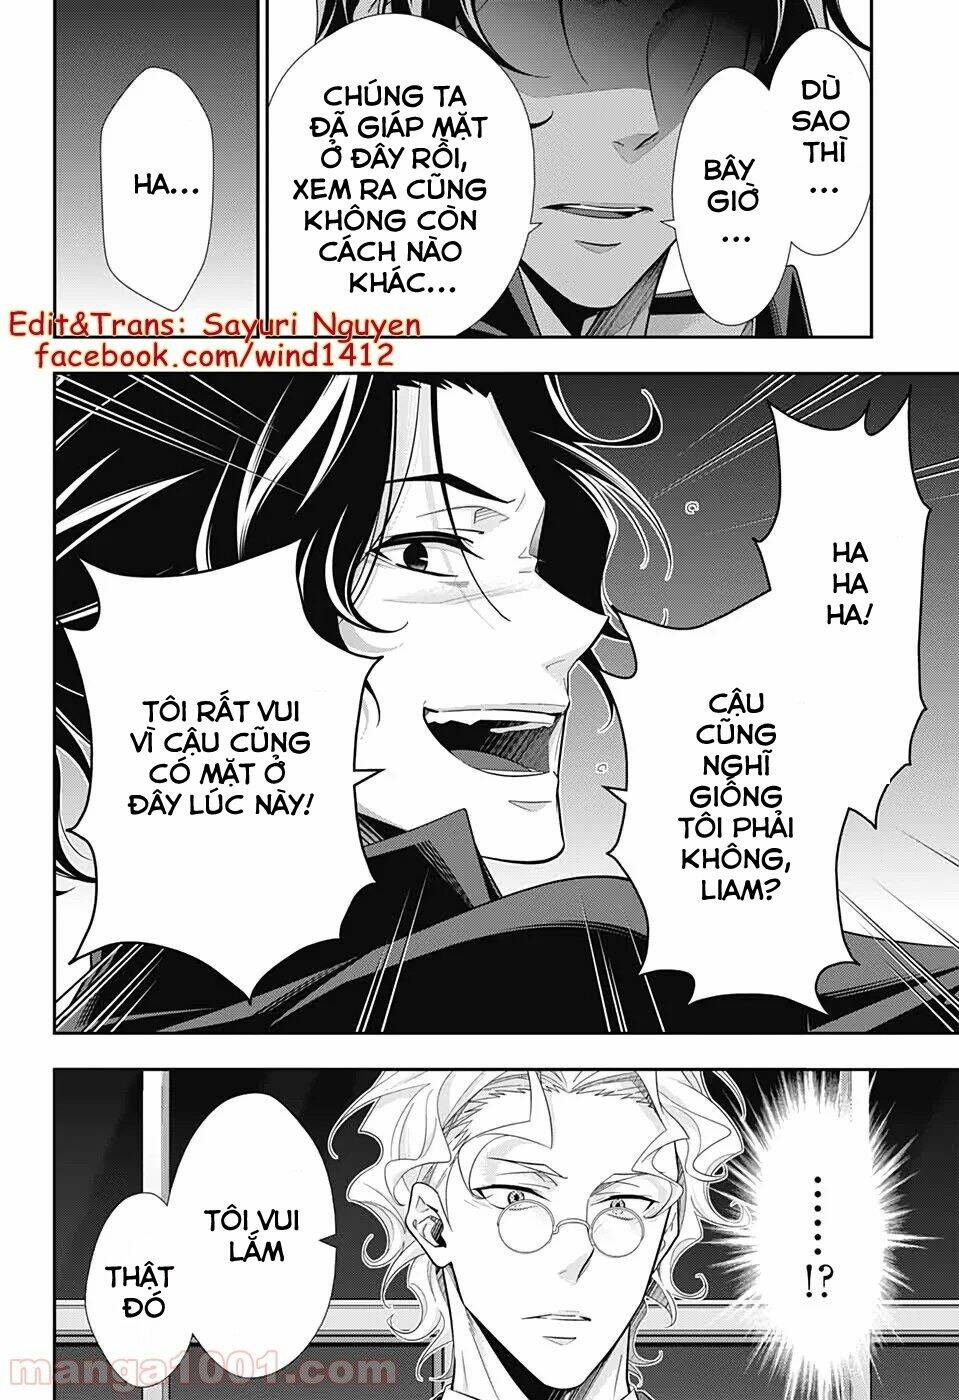 DÙ
SAO
THÌ
...
BÂY
GIỜ
...
CHÚNG TA
ĐÃ GIÁP MẶT
Ở ĐÂY RỒI,
XEM RA CŨNG
KHÔNG CÒN
CÁCH NÀO
KHÁC...
HA...
Edit&Trans: Sayuri Nguyen
facebook.com/wind1412
HA
HA
HA!
CẬU
CŨNG
NGHĨ
GIỐNG
TÔI PHẢI
KHÔNG,
LIAM?
TÔI RẤT VUI
VÌ CẬU CŨNG
CÓ MẶT Ở
ĐÂY LÚC NÀY!
......!?
TÔI VUI
LẮM
THẬT
ĐÓ
manga1001.com